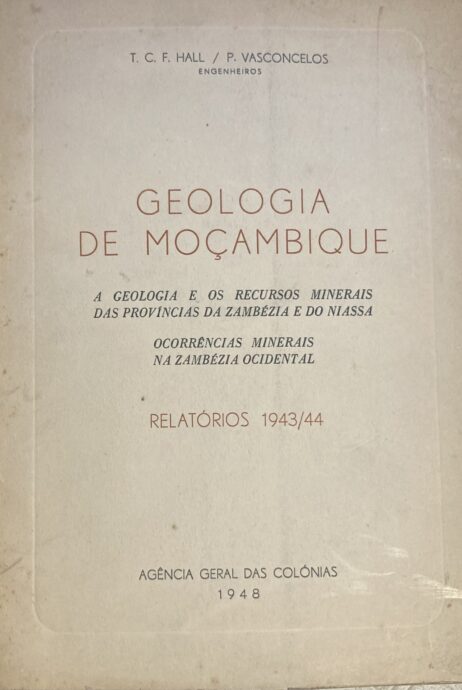 T. C. F. HALL / P. VASCONCELOS
ENGENHEIROS
GEOLOGIA
DE MOÇAMBIQUE
A GEOLOGIA E OS RECURSOS MINERAIS
DAS PROVÍNCIAS DA ZAMBÉZIA E DO NIASSA
OCORRÊNCIAS MINERAIS
NA ZAMBÉZIA OCIDENTAL
RELATÓRIOS 1943/44
AGÊNCIA GERAL DAS COLÓNIAS
1948